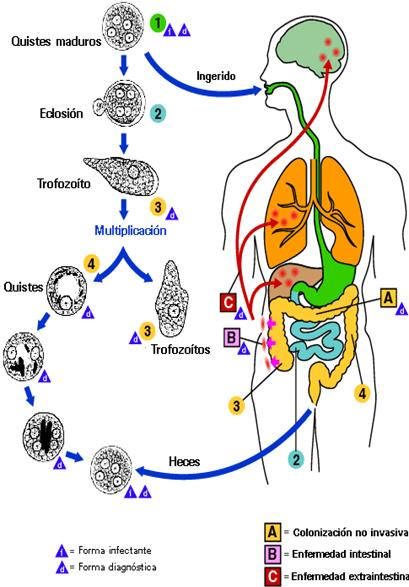 Quistes maduros
1
i d
Ingerido
Eclosión
2
Trofozoíto
3
d
Multiplicación
4
Quistes
d
3
d
Trofozoítos
d
d
Heces
i d
C
d
B
d
A
d
3
2
4
i = Forma infectante
d = Forma diagnóstica
A = Colonización no invasiva
B = Enfermedad intestinal
C = Enfermedad extraintestina